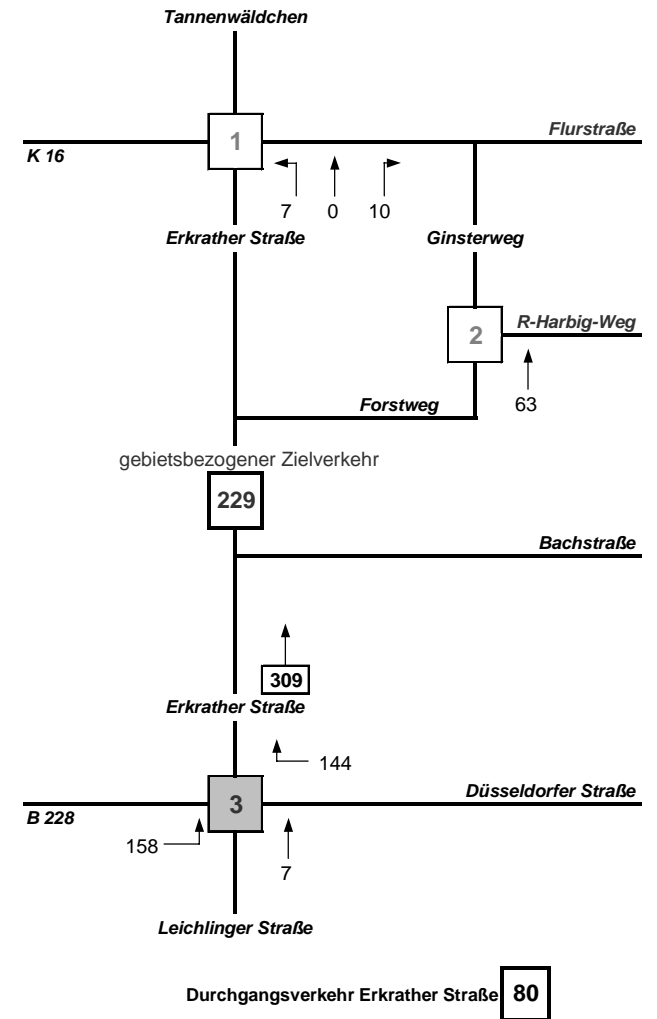 Tannenwäldchen
1
Flurstraße
K 16
7 0 10
Erkrather Straße
Ginsterweg
2
R-Harbig-Weg
63
Forstweg
gebietsbezogener Zielverkehr
229
Bachstraße
309
Erkrather Straße
144
3
Düsseldorfer Straße
B 228
158
7
Leichlinger Straße
Durchgangsverkehr Erkrather Straße 80